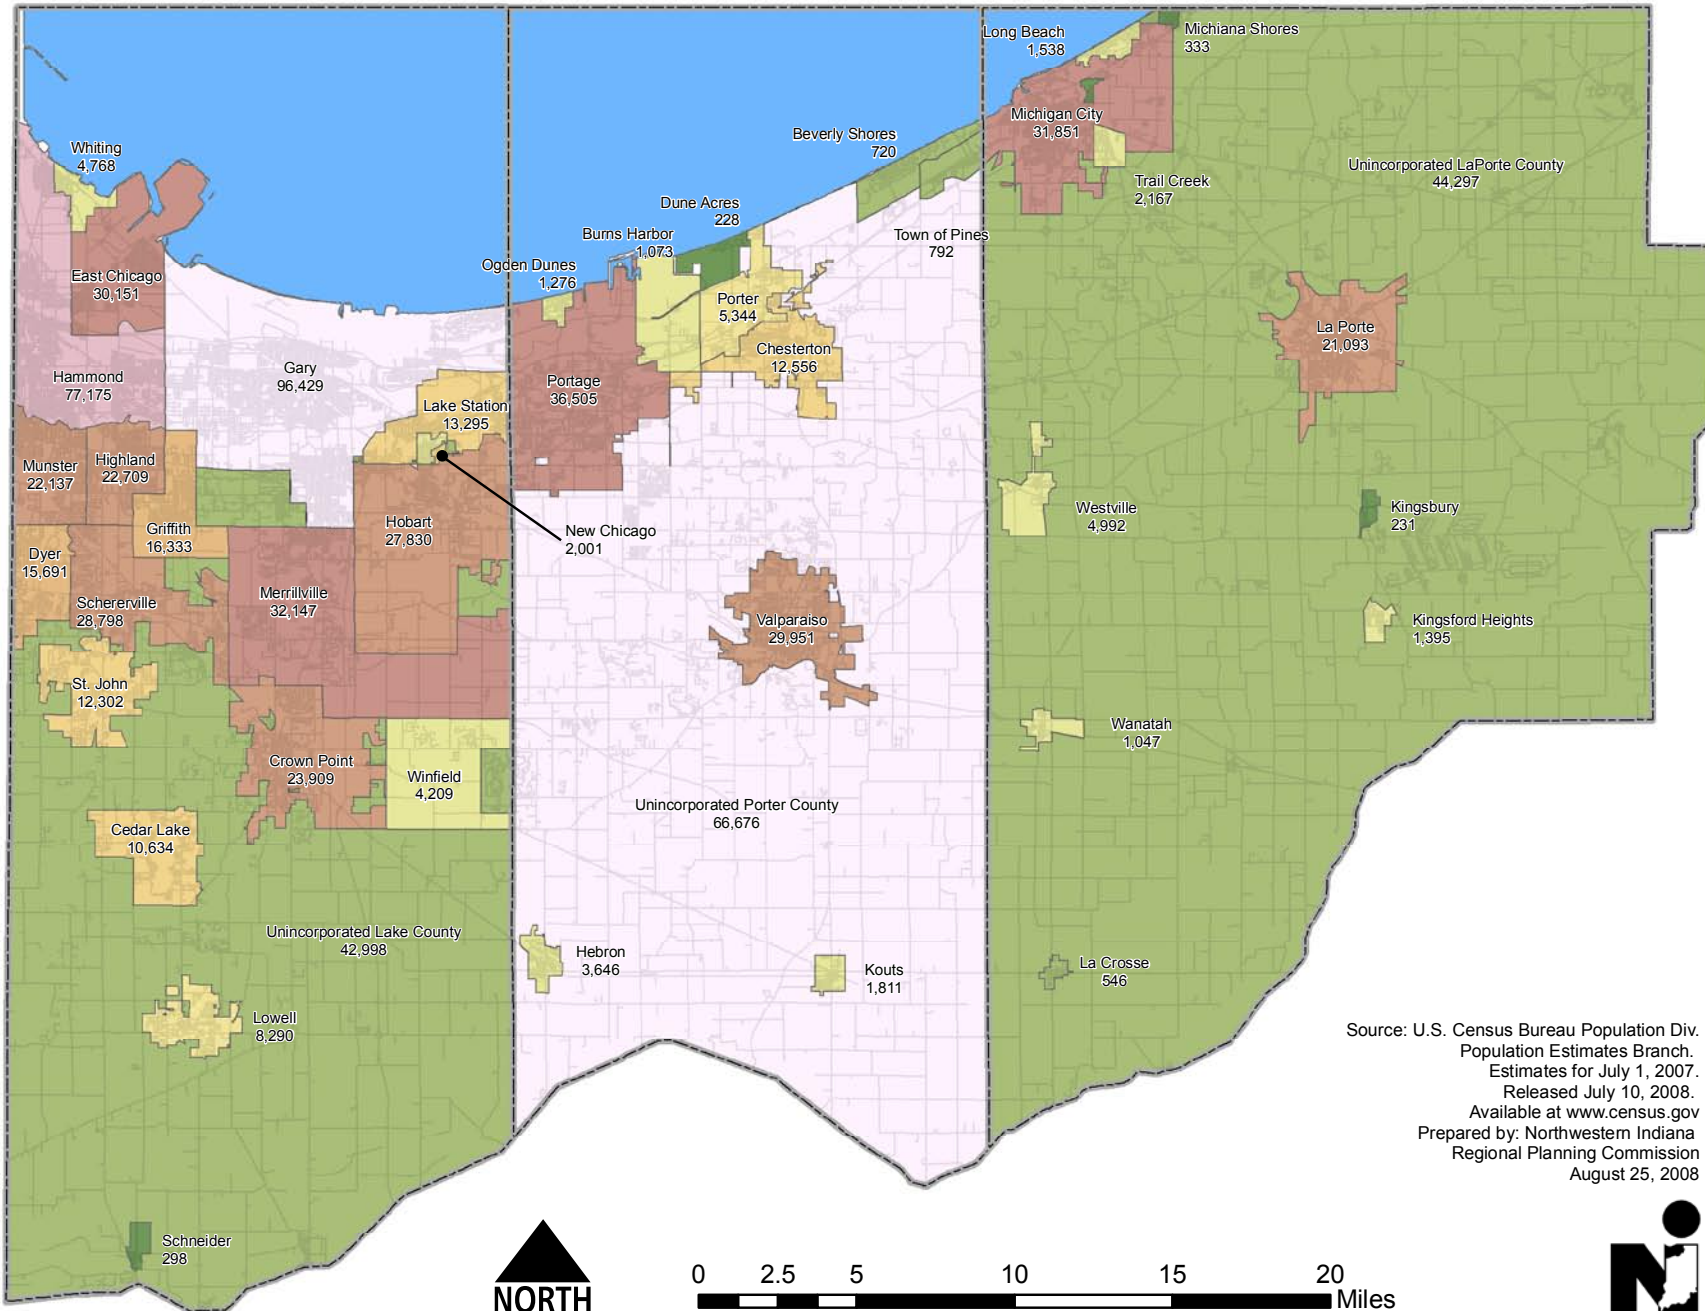 Long Beach
1,538
Michiana Shores
333
Michigan City
31,851
Beverly Shores
720
Whiting
4,768
Unincorporated LaPorte County
44,297
Trail Creek
2,167
Dune Acres
228
Burns Harbor
1,073
Town of Pines
792
Ogden Dunes
1,276
East Chicago
30,151
Porter
5,344
La Porte
21,093
Chesterton
12,556
Gary
96,429
Hammond
77,175
Portage
36,505
Lake Station
13,295
Munster
22,137
Highland
22,709
Westville
4,992
Kingsbury
231
Griffith
16,333
Hobart
27,830
New Chicago
2,001
Dyer
15,691
Merrillville
32,147
Schererville
28,798
Valparaiso
29,951
Kingsford Heights
1,395
St. John
12,302
Wanatah
1,047
Crown Point
23,909
Winfield
4,209
Unincorporated Porter County
66,676
Cedar Lake
10,634
Unincorporated Lake County
42,998
Hebron
3,646
Kouts
1,811
La Crosse
546
Lowell
8,290
Source: U.S. Census Bureau Population Div.
Population Estimates Branch.
Estimates for July 1, 2007.
Released July 10, 2008.
Available at www.census.gov
Prepared by: Northwestern Indiana
Regional Planning Commission
August 25, 2008
Schneider
298
NORTH
0 2.5 5 10 15 20
Miles